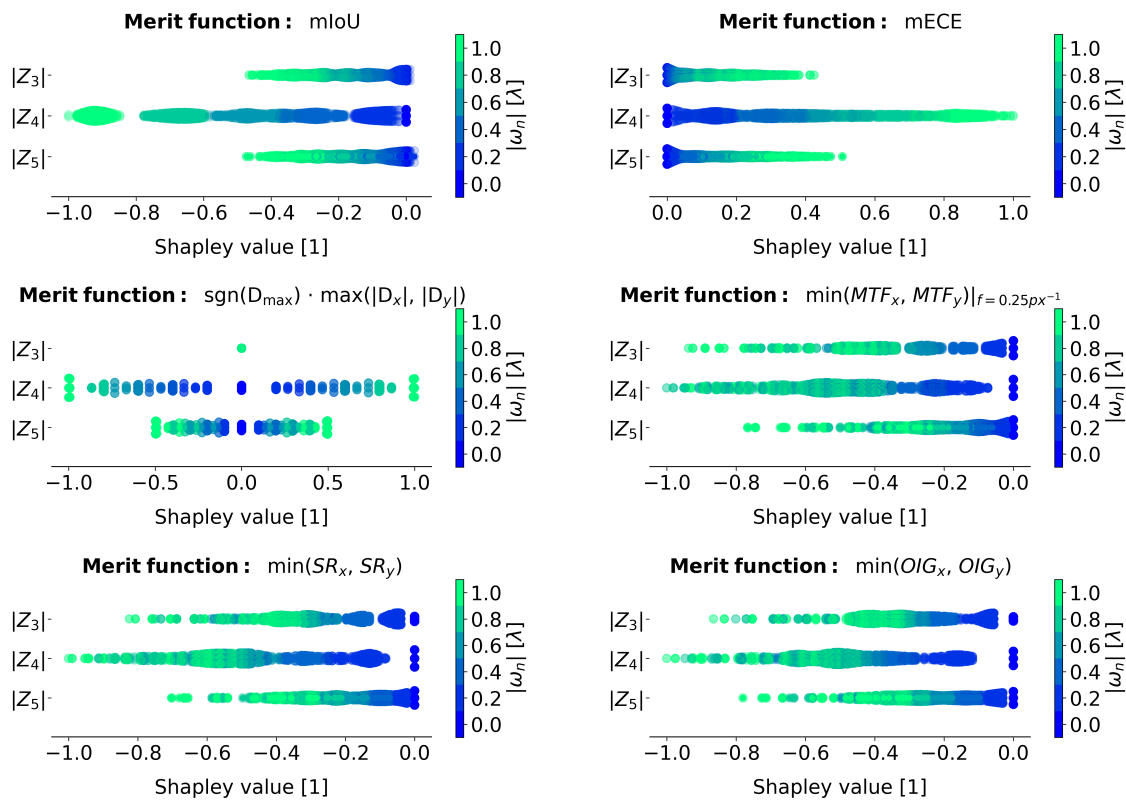 Merit function : mIoU
|Z₃|
|Z₄|
|Z₅|
−1.0 −0.8 −0.6 −0.4 −0.2 0.0
Shapley value [1]
1.0
0.8
0.6
0.4
0.2
0.0
|ωₙ| [λ]
Merit function : mECE
|Z₃|
|Z₄|
|Z₅|
0.0 0.2 0.4 0.6 0.8 1.0
Shapley value [1]
1.0
0.8
0.6
0.4
0.2
0.0
|ωₙ| [λ]
Merit function : sgn(D_max) · max(|D_x|, |D_y|)
|Z₃|
|Z₄|
|Z₅|
−1.0 −0.5 0.0 0.5 1.0
Shapley value [1]
1.0
0.8
0.6
0.4
0.2
0.0
|ωₙ| [λ]
Merit function : min(MTF_x, MTF_y)|_{f = 0.25px⁻¹}
|Z₃|
|Z₄|
|Z₅|
−1.0 −0.8 −0.6 −0.4 −0.2 0.0
Shapley value [1]
1.0
0.8
0.6
0.4
0.2
0.0
|ωₙ| [λ]
Merit function : min(SR_x, SR_y)
|Z₃|
|Z₄|
|Z₅|
−1.0 −0.8 −0.6 −0.4 −0.2 0.0
Shapley value [1]
1.0
0.8
0.6
0.4
0.2
0.0
|ωₙ| [λ]
Merit function : min(OIG_x, OIG_y)
|Z₃|
|Z₄|
|Z₅|
−1.0 −0.8 −0.6 −0.4 −0.2 0.0
Shapley value [1]
1.0
0.8
0.6
0.4
0.2
0.0
|ωₙ| [λ]